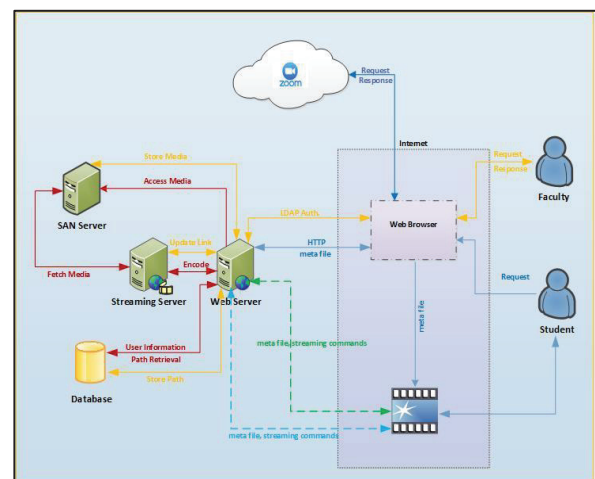 Request
zoom
Response
Internet
Store Media
Request
Access Media
Response
Faculty
LDAP Auth.
SAN Server
Web Browser
Update Link
HTTP
meta file
Encode
Fetch Media
Request
Streaming Server
Web Server
meta file
Student
User Information
meta file, streaming commands
Path Retrieval
Store Path
Database
meta file, streaming commands